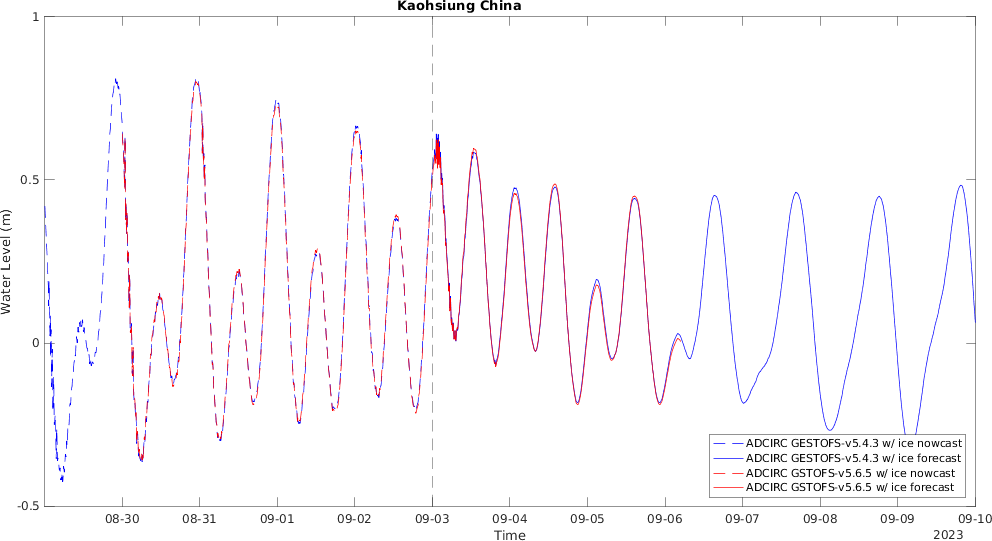 Kaohsiung China
1
0.5
0
-0.5
Water Level (m)
08-30 08-31 09-01 09-02 09-03 09-04 09-05 09-06 09-07 09-08 09-09 09-10
Time
2023
ADCIRC GESTOFS-v5.4.3 w/ ice nowcast
ADCIRC GESTOFS-v5.4.3 w/ ice forecast
ADCIRC GSTOFS-v5.6.5 w/ ice nowcast
ADCIRC GSTOFS-v5.6.5 w/ ice forecast